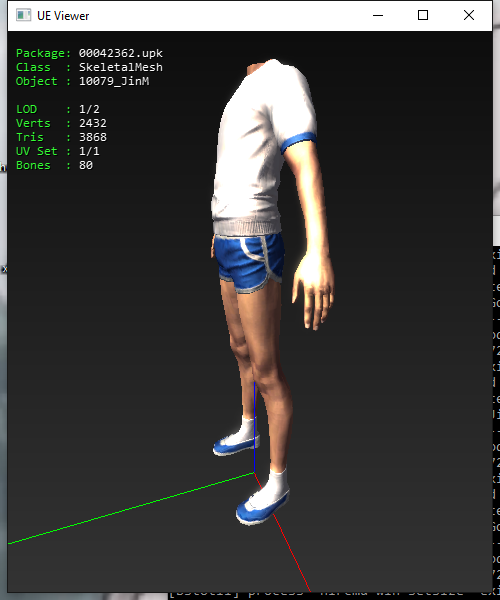 UE Viewer
Package: 00042362.upk
Class : SkeletalMesh
Object : 10079_JinM
LOD : 1/2
Verts : 2432
Tris : 3868
UV Set : 1/1
Bones : 80